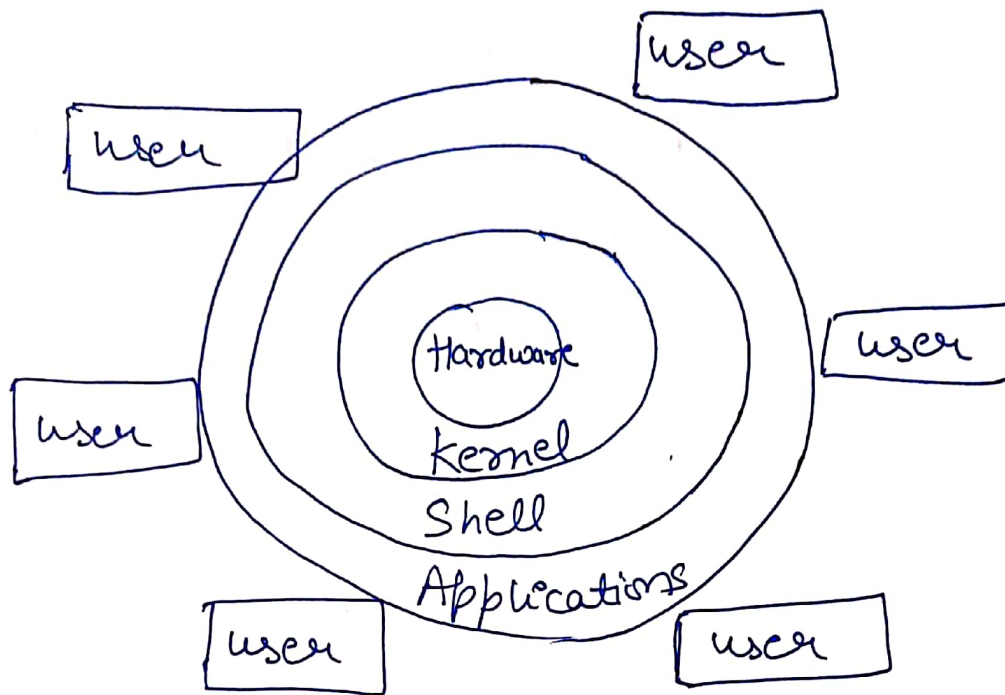 user
user
Hardware
user
user
Kernel
Shell
Applications
user
user